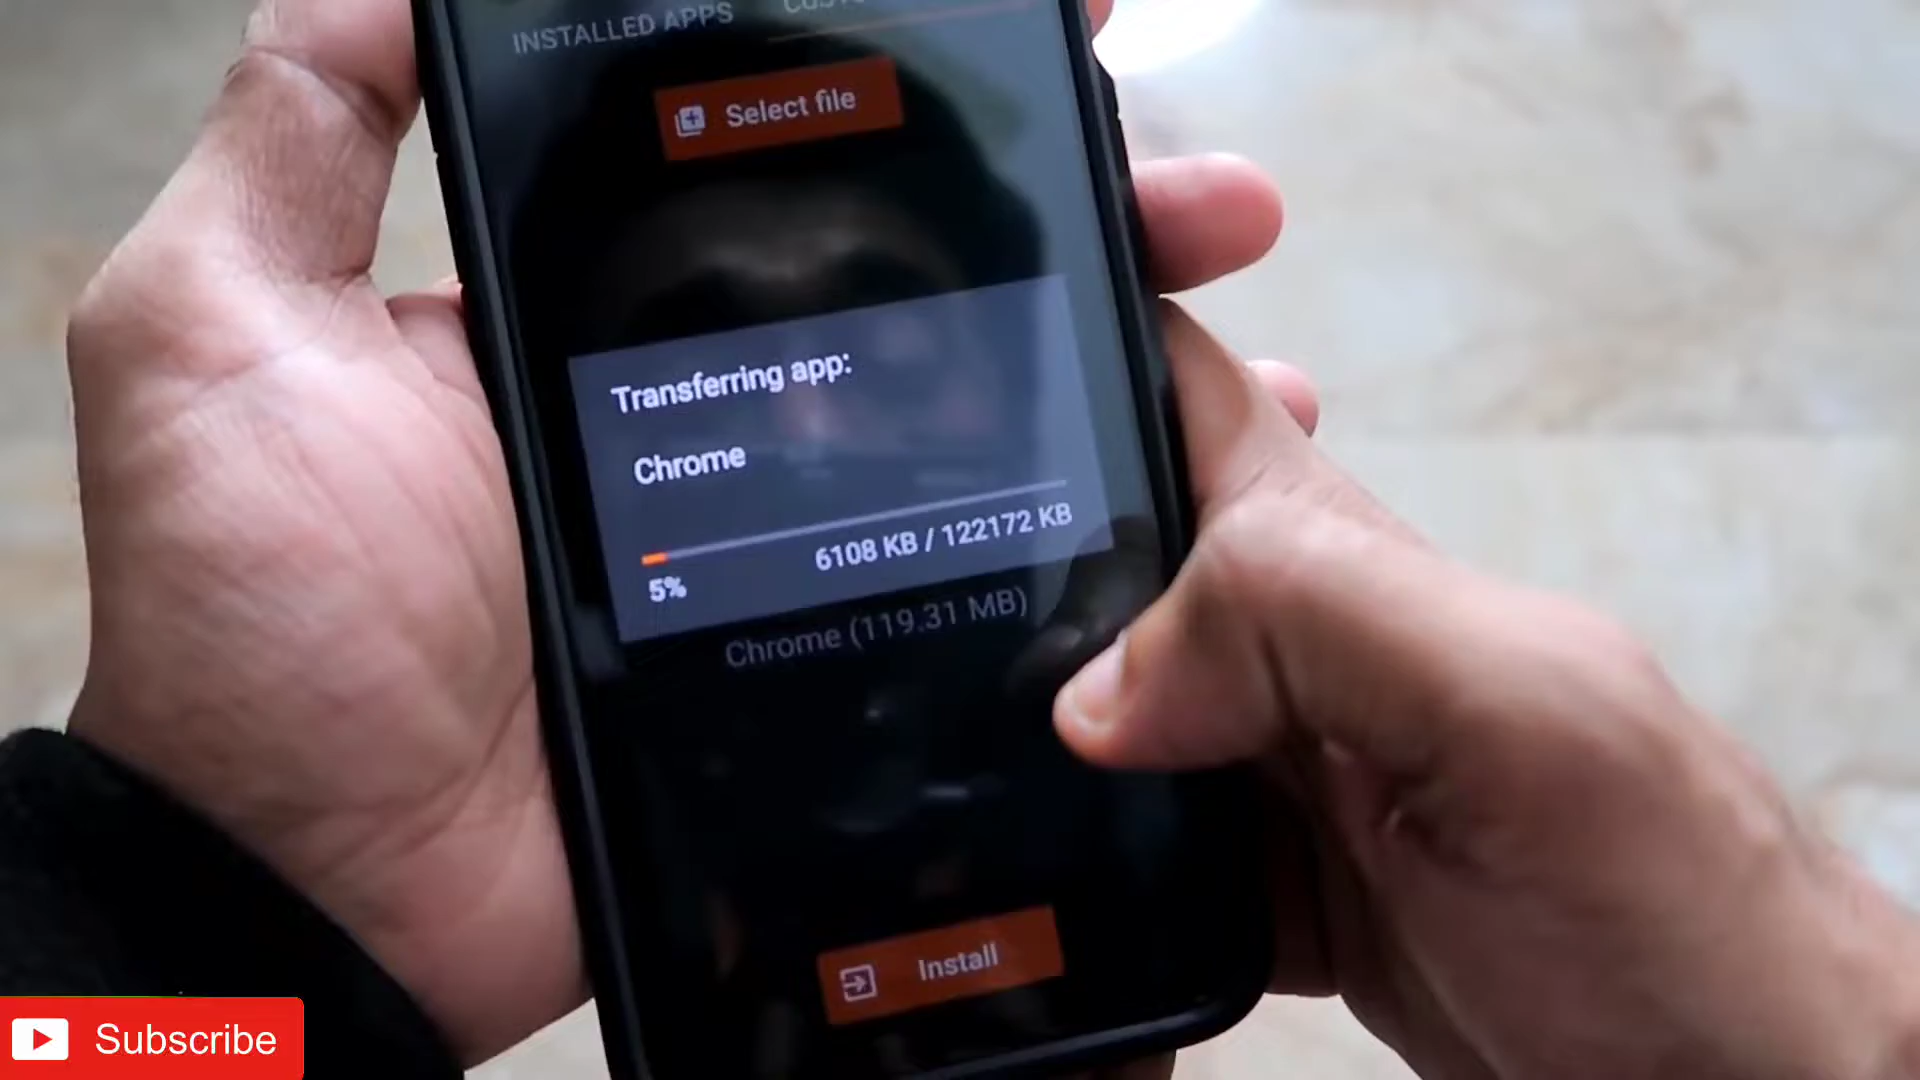 INSTALLED APPS
Select file
Transferring app:
Chrome
6108 KB / 122172 KB
5%
Chrome (119.31 MB)
Install
Subscribe